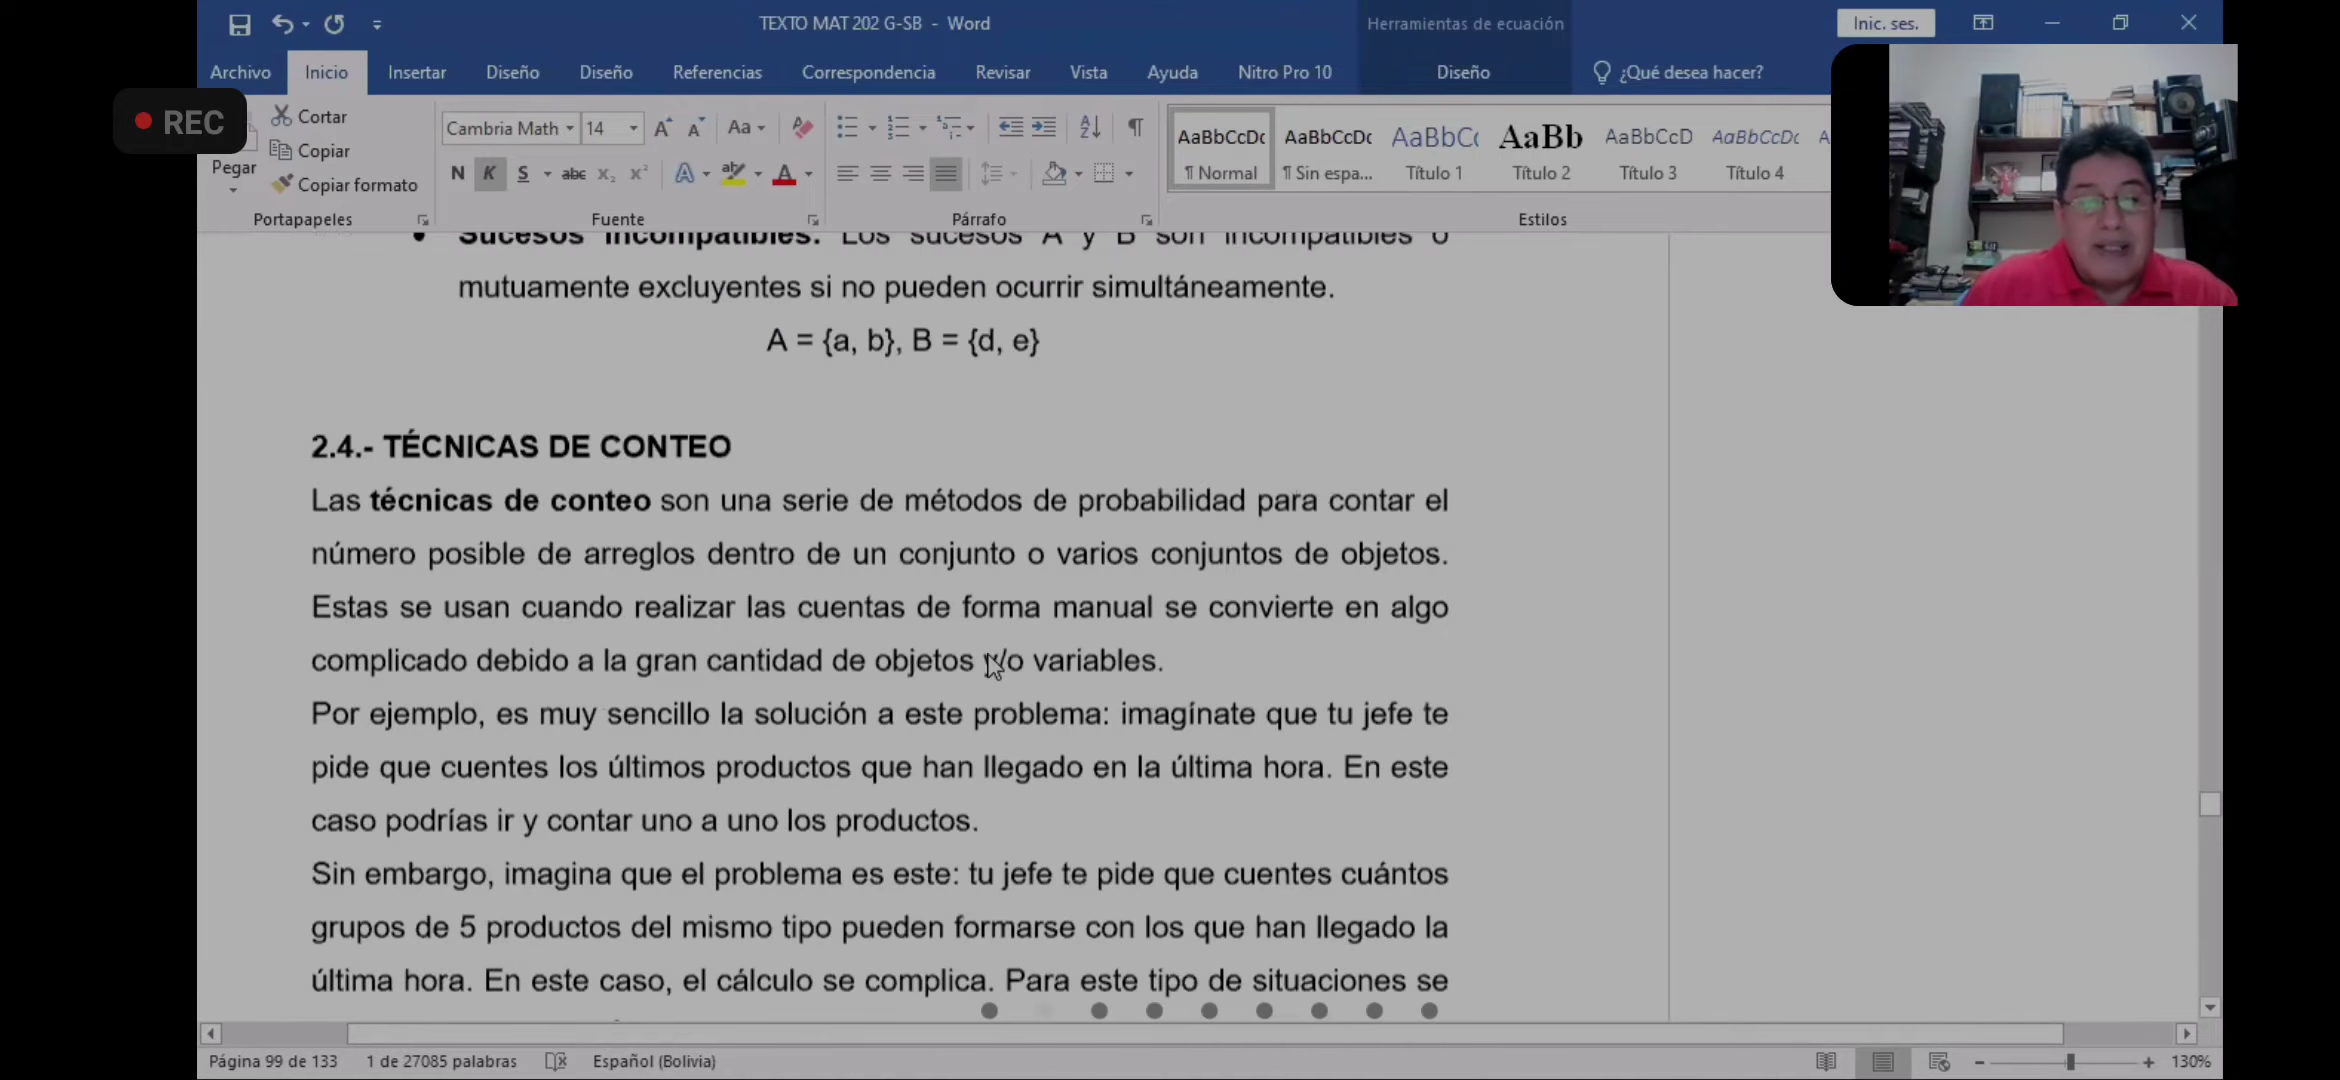 TEXTO MAT 202 G-SB - Word
Herramientas de ecuación
Inic. ses.
Archivo Inicio Insertar Diseño Diseño Referencias Correspondencia Revisar Vista Ayuda Nitro Pro 10 Diseño ¿Qué desea hacer?
REC
Pegar
Cortar
Copiar
Copiar formato
Portapapeles
Cambria Math 14
Aa
N K S abc x₂ x²
Fuente
Párrafo
AaBbCcDc AaBbCcDc AaBbC AaBb AaBbCcD AaBbCcDc
¶ Normal ¶ Sin espa... Título 1 Título 2 Título 3 Título 4
Estilos
• Sucesos incompatibles: Los sucesos A y B son incompatibles o
mutuamente excluyentes si no pueden ocurrir simultáneamente.
A = {a, b}, B = {d, e}
2.4.- TÉCNICAS DE CONTEO
Las técnicas de conteo son una serie de métodos de probabilidad para contar el
número posible de arreglos dentro de un conjunto o varios conjuntos de objetos.
Estas se usan cuando realizar las cuentas de forma manual se convierte en algo
complicado debido a la gran cantidad de objetos y/o variables.
Por ejemplo, es muy sencillo la solución a este problema: imagínate que tu jefe te
pide que cuentes los últimos productos que han llegado en la última hora. En este
caso podrías ir y contar uno a uno los productos.
Sin embargo, imagina que el problema es este: tu jefe te pide que cuentes cuántos
grupos de 5 productos del mismo tipo pueden formarse con los que han llegado la
última hora. En este caso, el cálculo se complica. Para este tipo de situaciones se
Página 99 de 133 1 de 27085 palabras Español (Bolivia) 130%